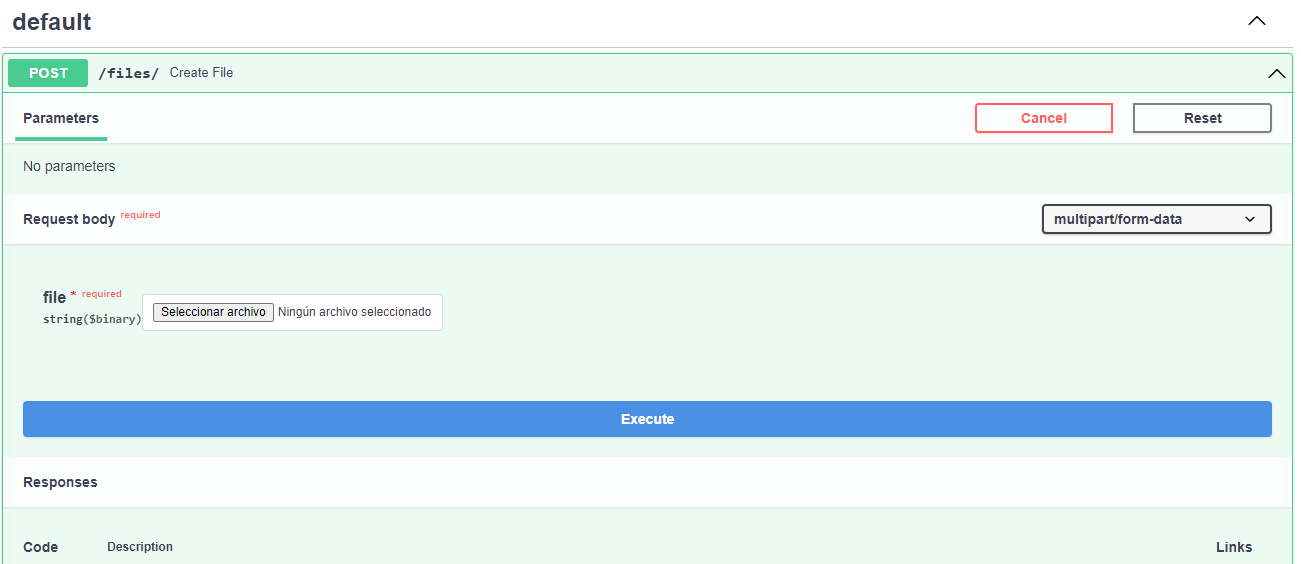 default
POST /files/ Create File
Parameters Cancel Reset
No parameters
Request body required multipart/form-data
file * required
string($binary) Seleccionar archivo Ningún archivo seleccionado
Execute
Responses
Code Description Links